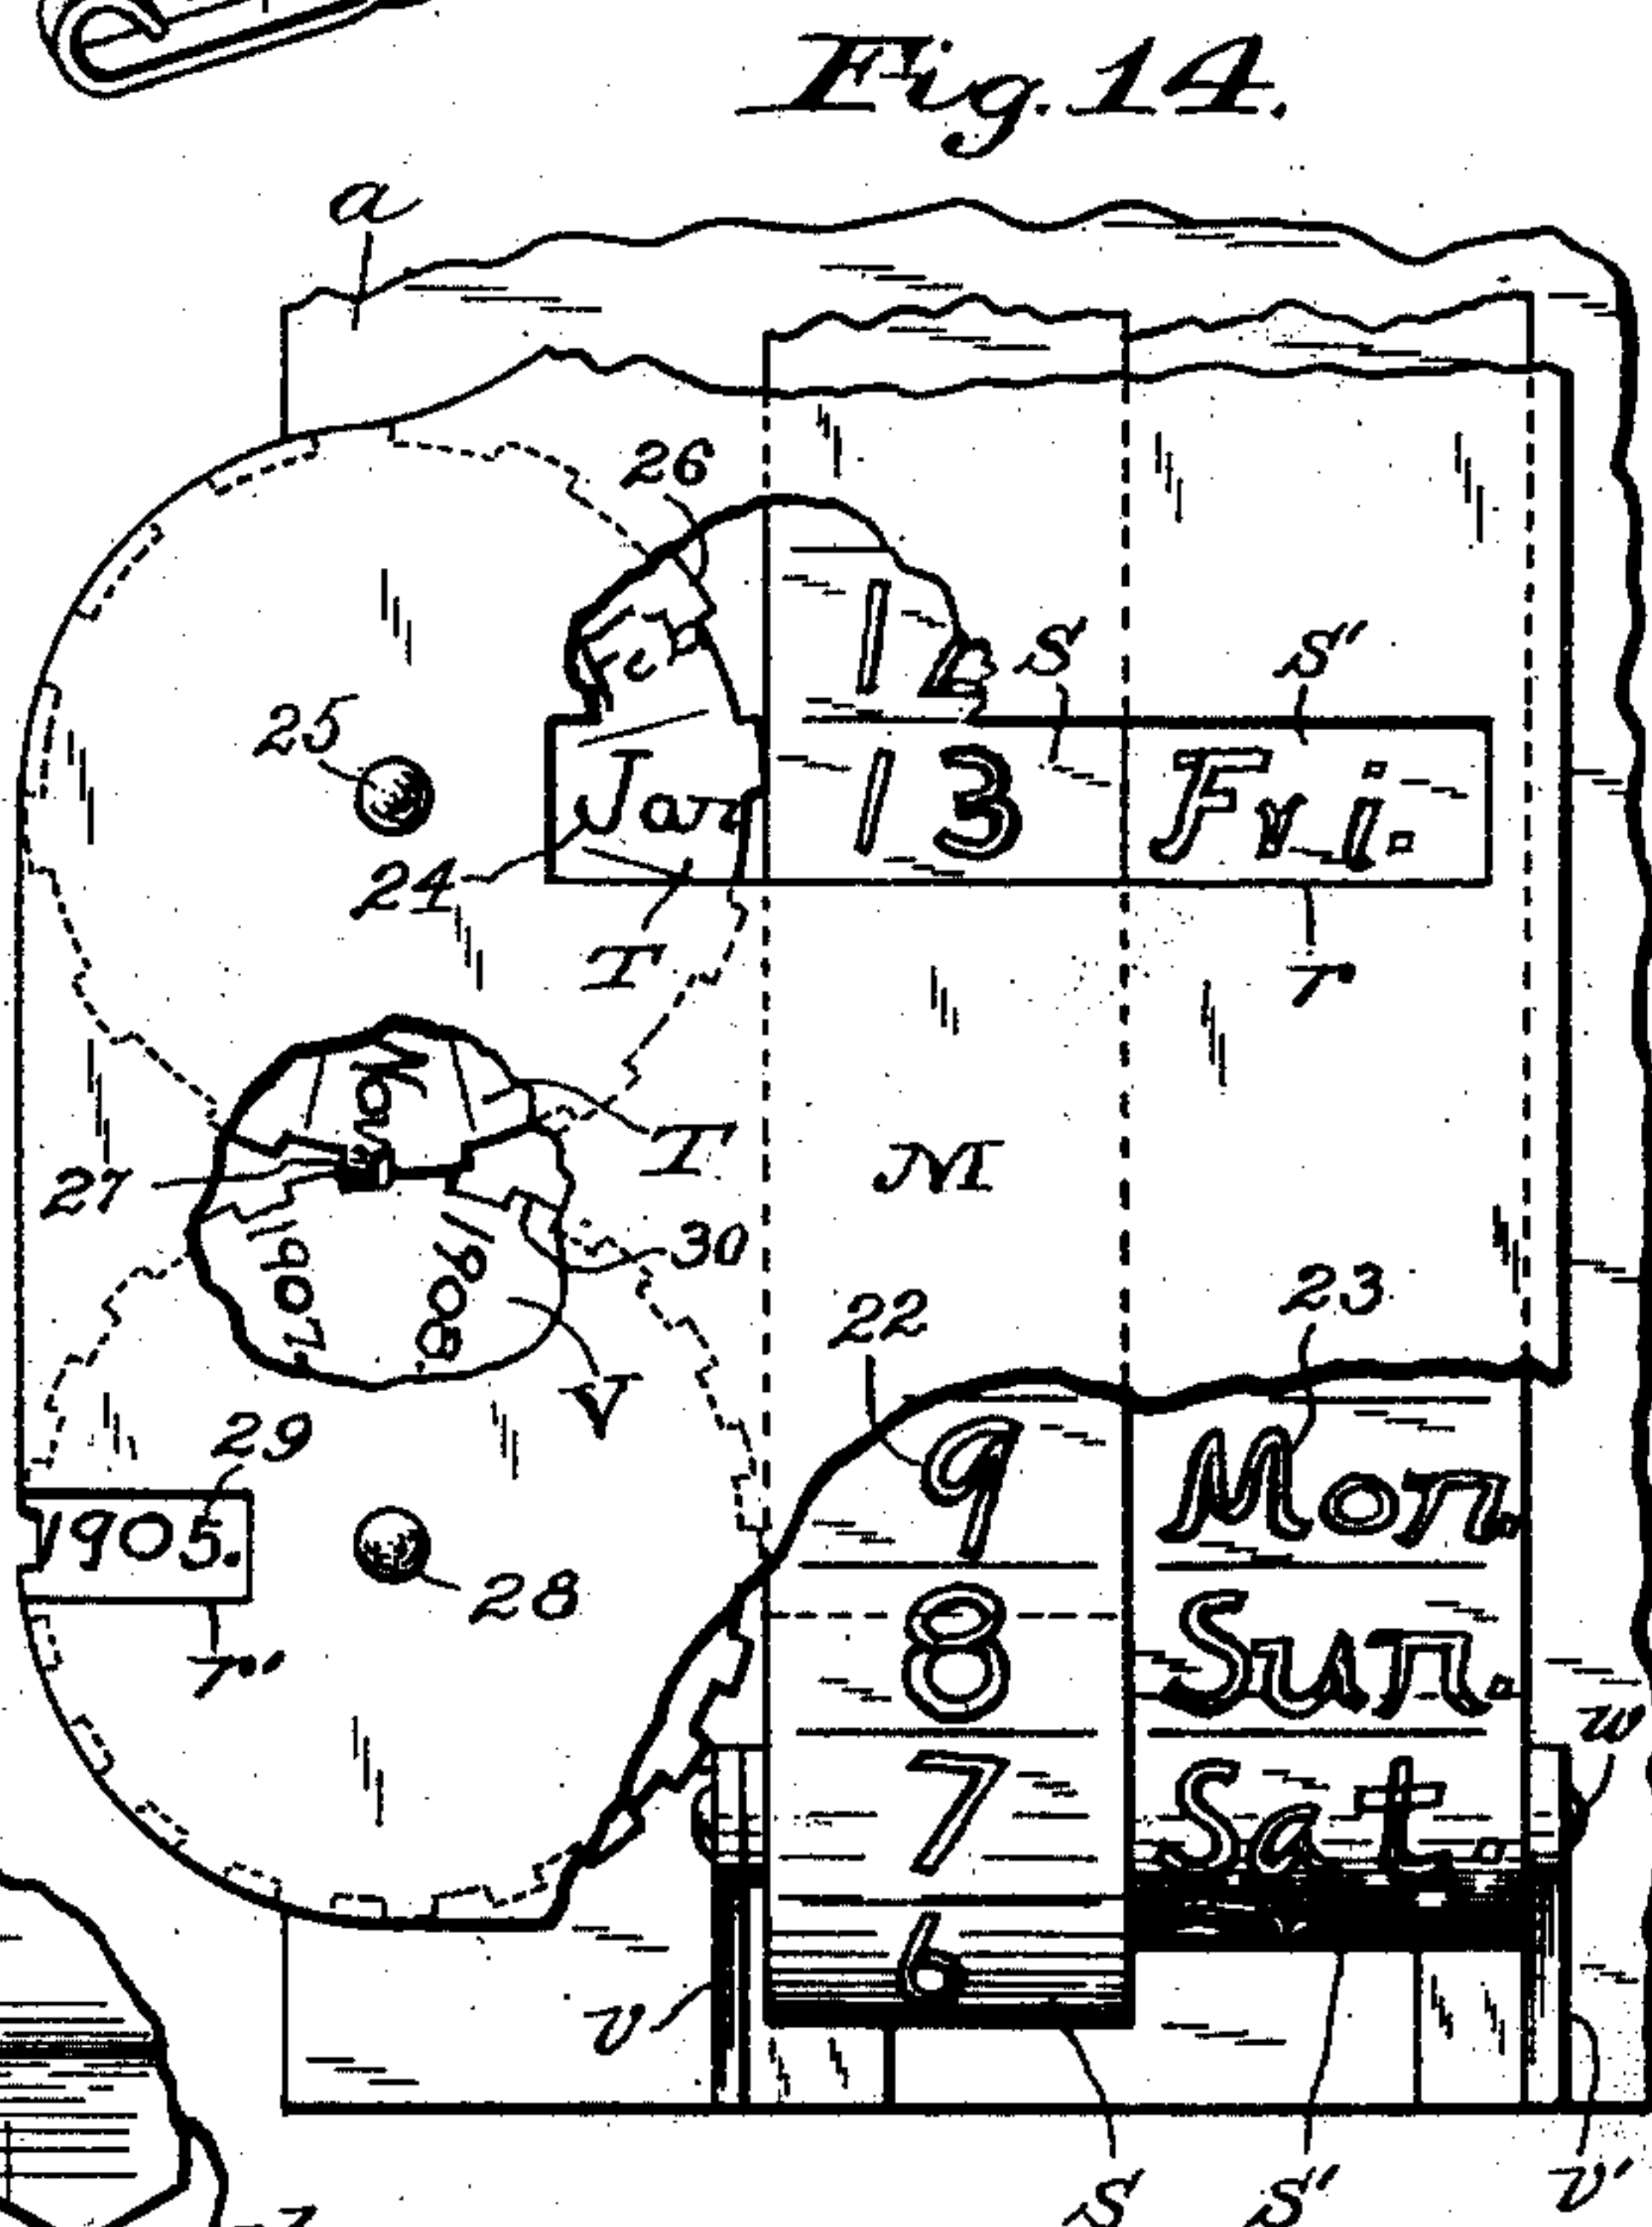 Fig. 14.
a
26
Feb
12
S S'
25
Jan 13 Fri.
24
T
r
Nov
T
27
M
1907 1908.
30
22 23
V
29
9 Mon.
1905.
28
8 Sun.
r'
w
7 Sat.
6
v
S S' v'